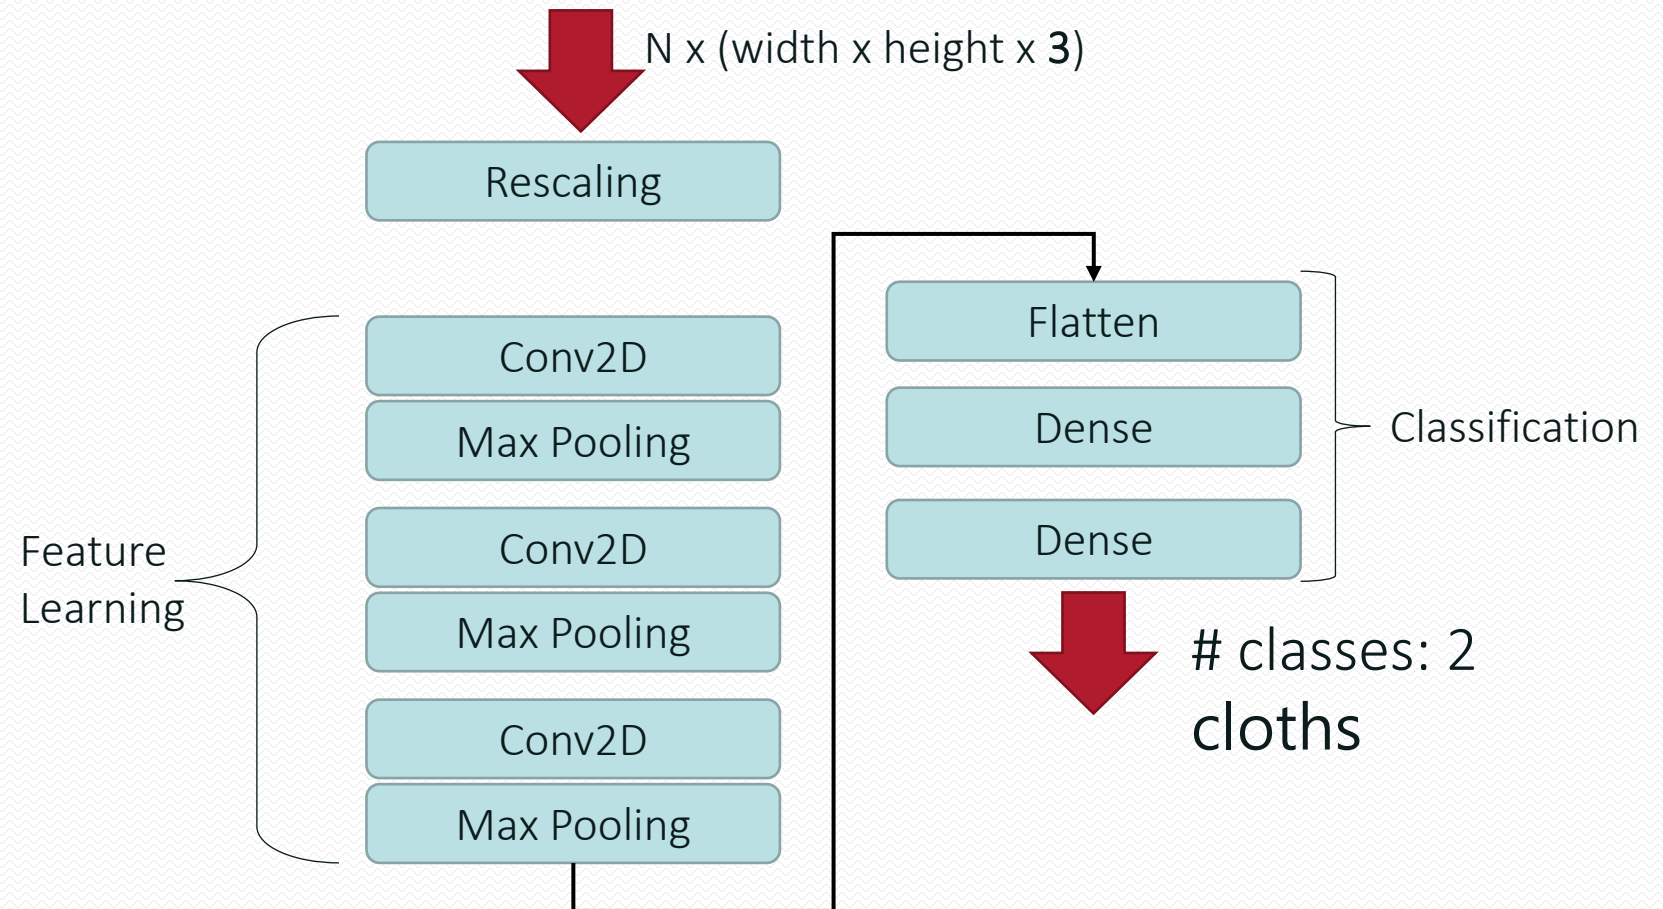 N x (width x height x 3)
Rescaling
Feature
Learning
Conv2D
Max Pooling
Conv2D
Max Pooling
Conv2D
Max Pooling
Flatten
Dense
Dense
Classification
# classes: 2
cloths